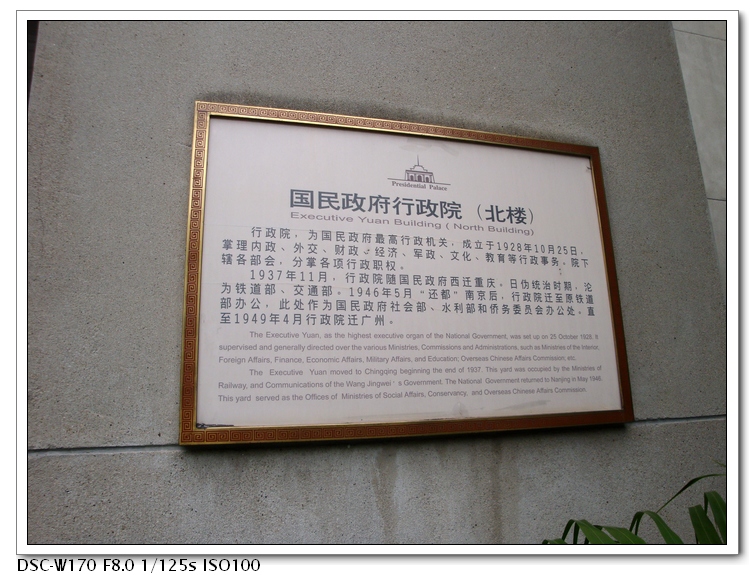 Presidential Palace
国民政府行政院（北楼）
Executive Yuan Building ( North Building)
行政院，为国民政府最高行政机关，成立于1928年10月25日，
掌理内政、外交、财政、经济、军政、文化、教育等行政事务。院下
辖各部会，分掌各项行政职权。
1937年11月，行政院随国民政府西迁重庆。日伪统治时期，沦
为铁道部、交通部。1946年5月“还都”南京后，行政院迁至原铁道
部办公，此处作为国民政府社会部、水利部和侨务委员会办公处。直
至1949年4月行政院迁广州。
The Executive Yuan, as the highest executive organ of the National Government, was set up on 25 October 1928. It
supervised and generally directed over the various Ministries, Commissions and Administrations, such as Ministries of the Interior,
Foreign Affairs, Finance, Economic Affairs, Military Affairs, and Education; Overseas Chinese Affairs Commission, etc.
The Executive Yuan moved to Chingqing beginning the end of 1937. This yard was occupied by the Ministries of
Railway, and Communications of the Wang Jingwei's Government. The National Government returned to Nanjing in May 1946.
This yard served as the Offices of Ministries of Social Affairs, Conservancy, and Overseas Chinese Affairs Commission.
DSC-W170 F8.0 1/125s ISO100